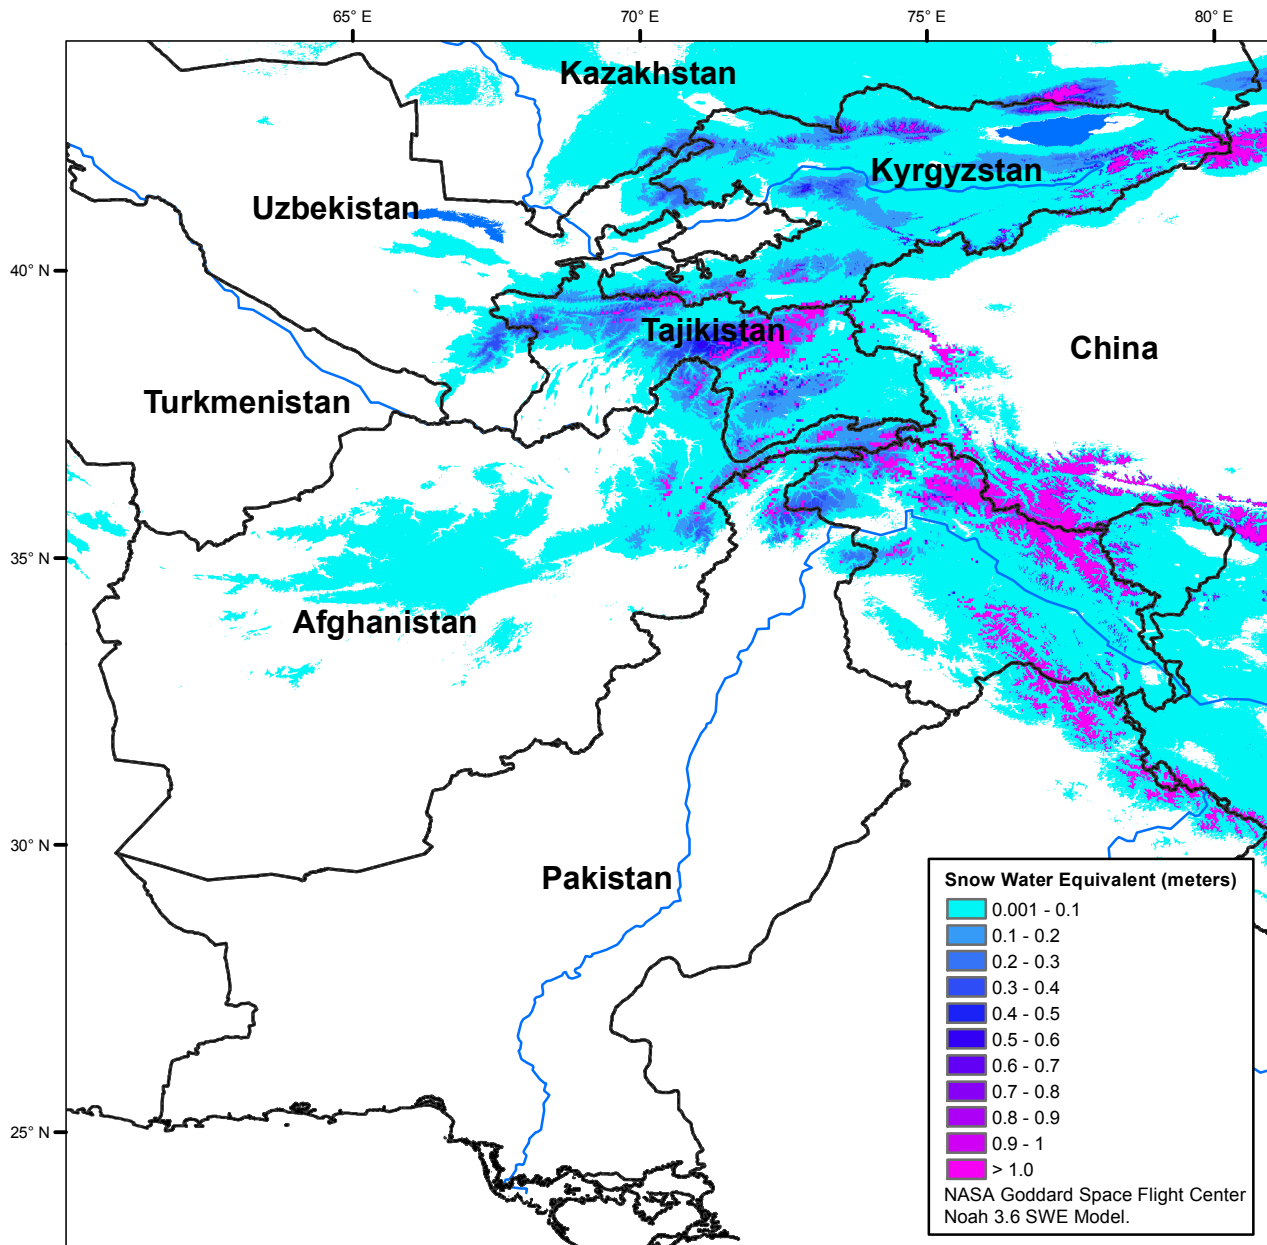 65° E
70° E
75° E
80° E
Kazakhstan
Kyrgyzstan
Uzbekistan
40° N
Tajikistan
China
Turkmenistan
35° N
Afghanistan
30° N
Pakistan
25° N
Snow Water Equivalent (meters)
0.001 - 0.1
0.1 - 0.2
0.2 - 0.3
0.3 - 0.4
0.4 - 0.5
0.5 - 0.6
0.6 - 0.7
0.7 - 0.8
0.8 - 0.9
0.9 - 1
> 1.0
NASA Goddard Space Flight Center
Noah 3.6 SWE Model.